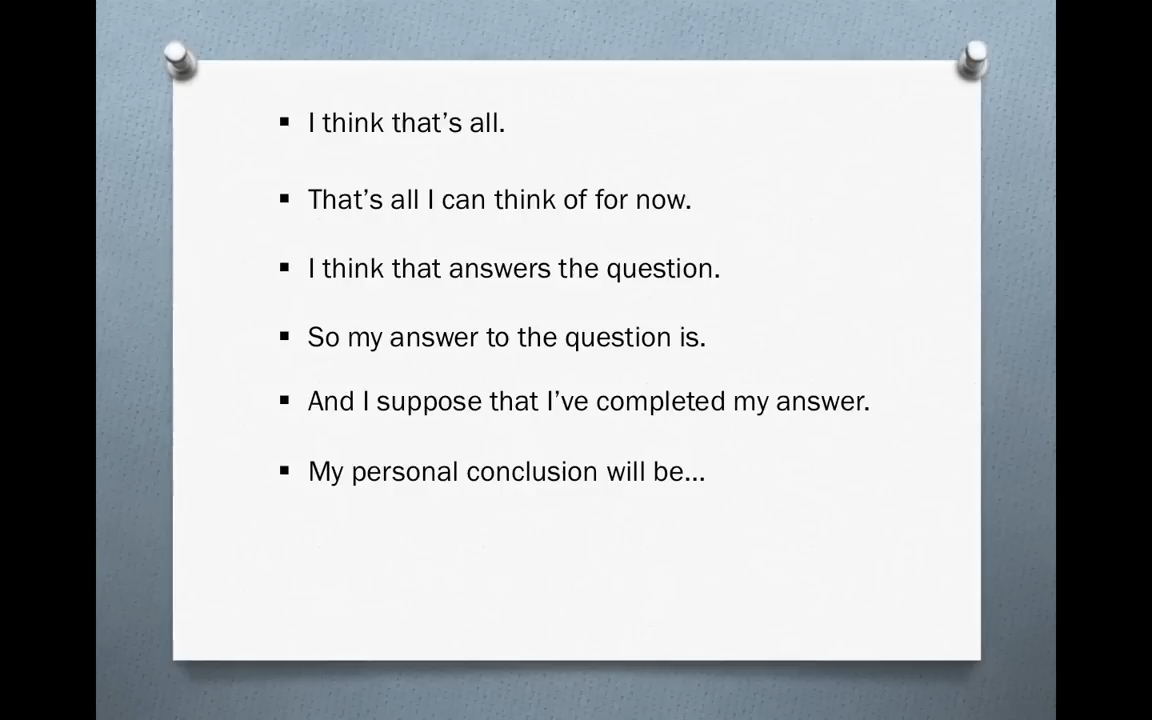 ▪ I think that’s all.
▪ That’s all I can think of for now.
▪ I think that answers the question.
▪ So my answer to the question is.
▪ And I suppose that I’ve completed my answer.
▪ My personal conclusion will be...